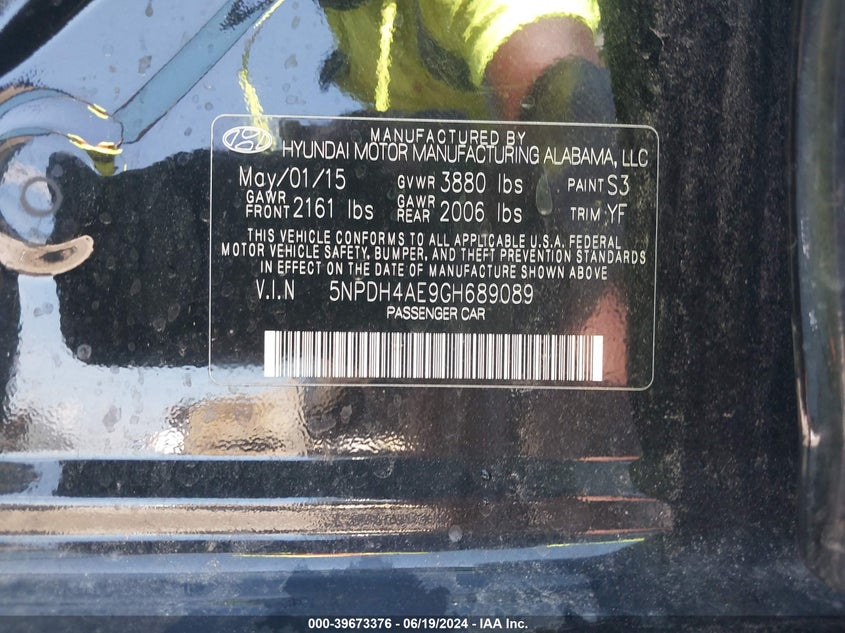 MANUFACTURED BY
HYUNDAI MOTOR MANUFACTURING ALABAMA, LLC
May/01/15 GVWR 3880 lbs PAINT S3
GAWR FRONT 2161 lbs GAWR REAR 2006 lbs TRIM YF
THIS VEHICLE CONFORMS TO ALL APPLICABLE U.S.A. FEDERAL
MOTOR VEHICLE SAFETY, BUMPER, AND THEFT PREVENTION STANDARDS
IN EFFECT ON THE DATE OF MANUFACTURE SHOWN ABOVE
V.I.N 5NPDH4AE9GH689089
PASSENGER CAR
000-39673376 - 06/19/2024 - IAA Inc.